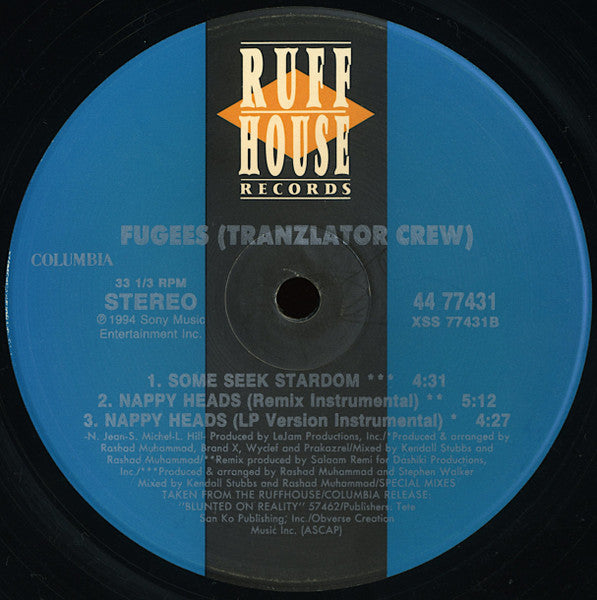 RUFF
HOUSE
RECORDS
FUGEES (TRANZLATOR CREW)
COLUMBIA
33 1/3 RPM
STEREO
℗ 1994 Sony Music
Entertainment Inc.
44 77431
XSS 77431B
1. SOME SEEK STARDOM *** 4:31
2. NAPPY HEADS (Remix Instrumental) ** 5:12
3. NAPPY HEADS (LP Version Instrumental) * 4:27
-N. Jean-S. Michel-L. Hill- Produced by LeJam Productions, Inc./*Produced & arranged by
Rashad Muhammad, Brand X, Wyclef and Prakazrel/Mixed by Kendall Stubbs and
Rashad Muhammad/**Remix produced by Salaam Remi for Dashiki Productions,
Inc./***Produced & arranged by Rashad Muhammad and Stephen Walker
Mixed by Kendall Stubbs and Rashad Muhammad/SPECIAL MIXES
TAKEN FROM THE RUFFHOUSE/COLUMBIA RELEASE:
"BLUNTED ON REALITY" 57462/Publishers. Tete
San Ko Publishing, Inc./Obverse Creation
Music Inc. (ASCAP)